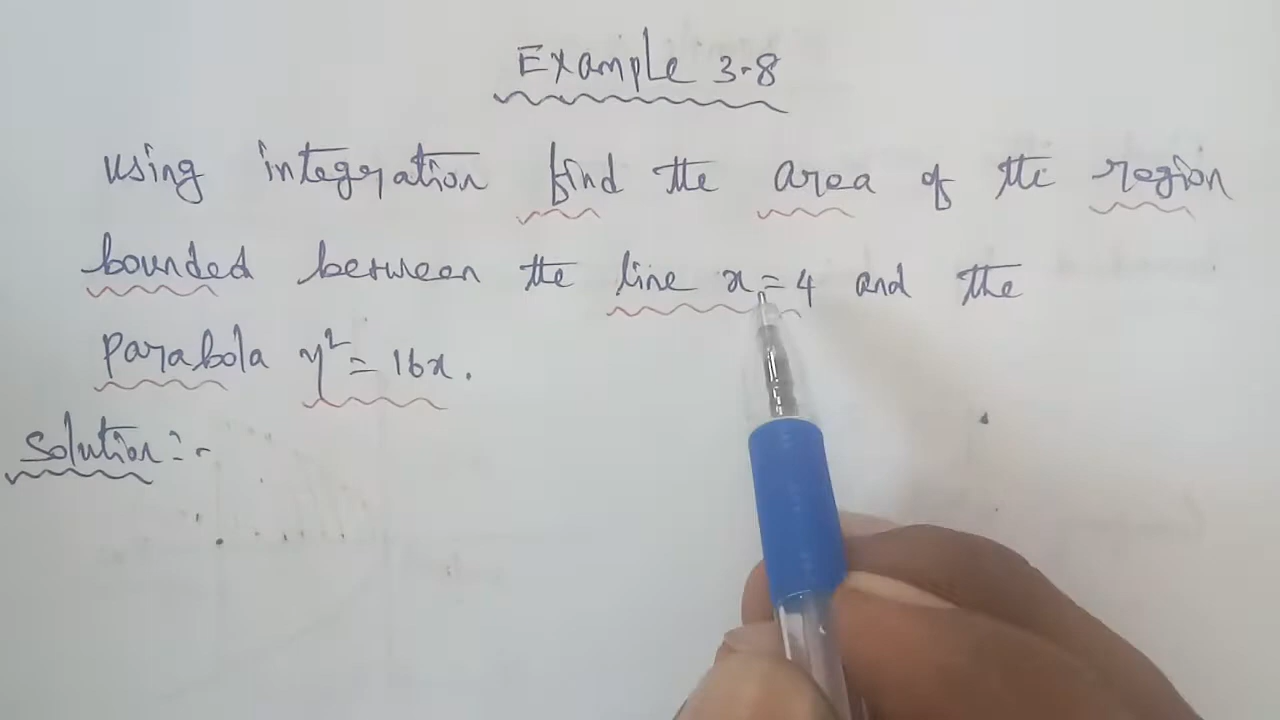 Example 3.8
Using integration find the area of the region
bounded between the line x = 4 and the
Parabola y² = 16x.
Solution :-